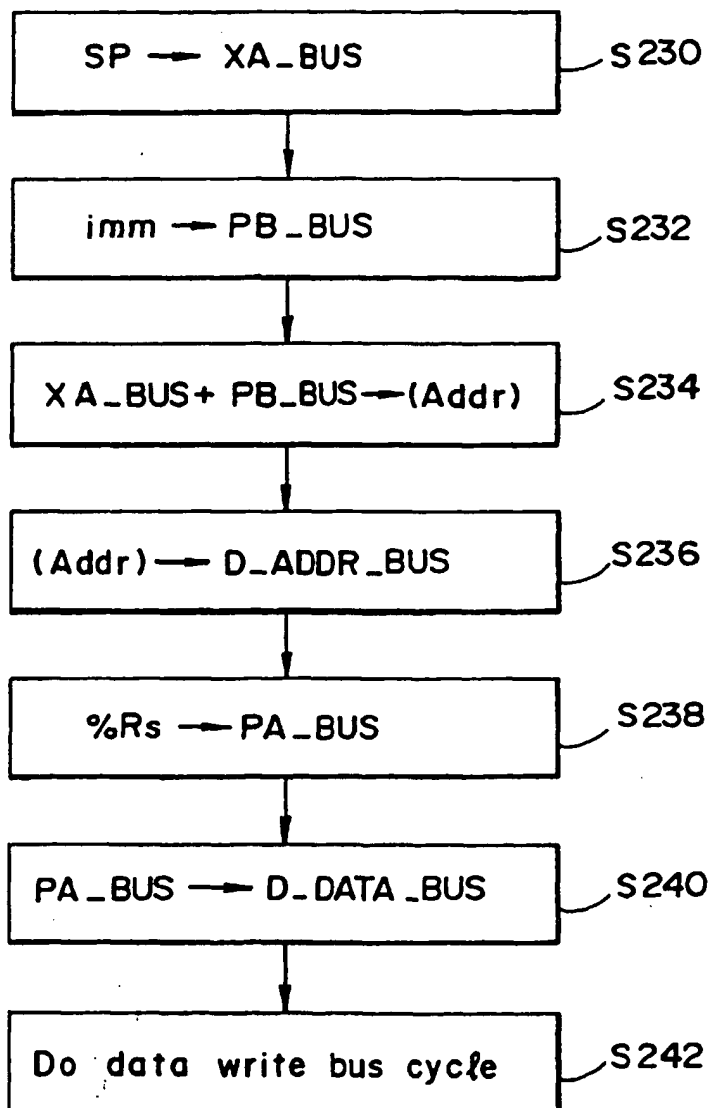 SP → XA_BUS
S230
imm → PB_BUS
S232
XA_BUS+ PB_BUS→(Addr)
S234
(Addr) → D_ADDR_BUS
S236
%Rs → PA_BUS
S238
PA_BUS → D_DATA_BUS
S240
Do data write bus cycle
S242